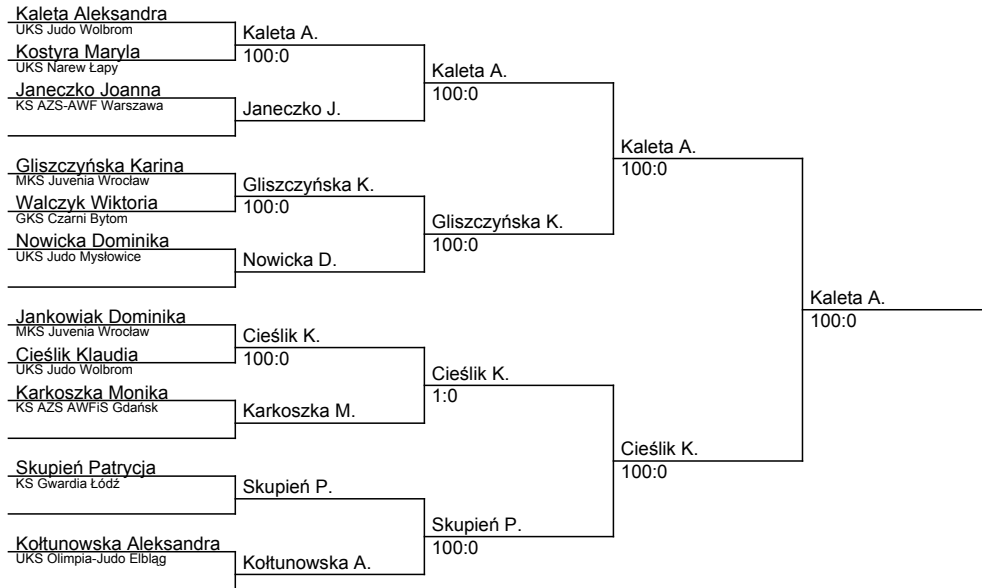 Kaleta Aleksandra
UKS Judo Wolbrom
Kostyra Maryla
UKS Narew Łapy
Janeczko Joanna
KS AZS-AWF Warszawa
Gliszczyńska Karina
MKS Juvenia Wrocław
Walczyk Wiktoria
GKS Czarni Bytom
Nowicka Dominika
UKS Judo Mysłowice
Jankowiak Dominika
MKS Juvenia Wrocław
Cieślik Klaudia
UKS Judo Wolbrom
Karkoszka Monika
KS AZS AWFiS Gdańsk
Skupień Patrycja
KS Gwardia Łódź
Kołtunowska Aleksandra
UKS Olimpia-Judo Elbląg
Kaleta A.
100:0
Janeczko J.
Gliszczyńska K.
100:0
Nowicka D.
Cieślik K.
100:0
Karkoszka M.
Skupień P.
Kołtunowska A.
Kaleta A.
100:0
Gliszczyńska K.
100:0
Cieślik K.
1:0
Skupień P.
100:0
Kaleta A.
100:0
Cieślik K.
100:0
Kaleta A.
100:0